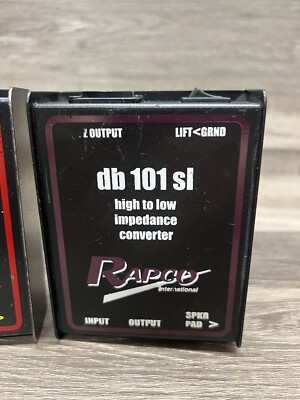 Z OUTPUT LIFT<GRND
db 101 sl
high to low
impedance
converter
RAPCO
International
INPUT OUTPUT SPKR
PAD >